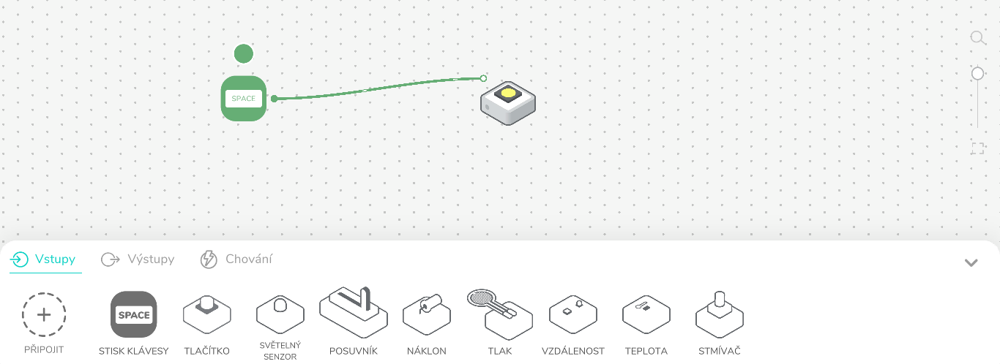 SPACE
Vstupy
Výstupy
Chování
SPACE
PŘIPOJIT
STISK KLÁVESY
TLAČÍTKO
SVĚTELNÝ
SENZOR
POSUVNÍK
NÁKLON
TLAK
VZDÁLENOST
TEPLOTA
STMÍVAČ